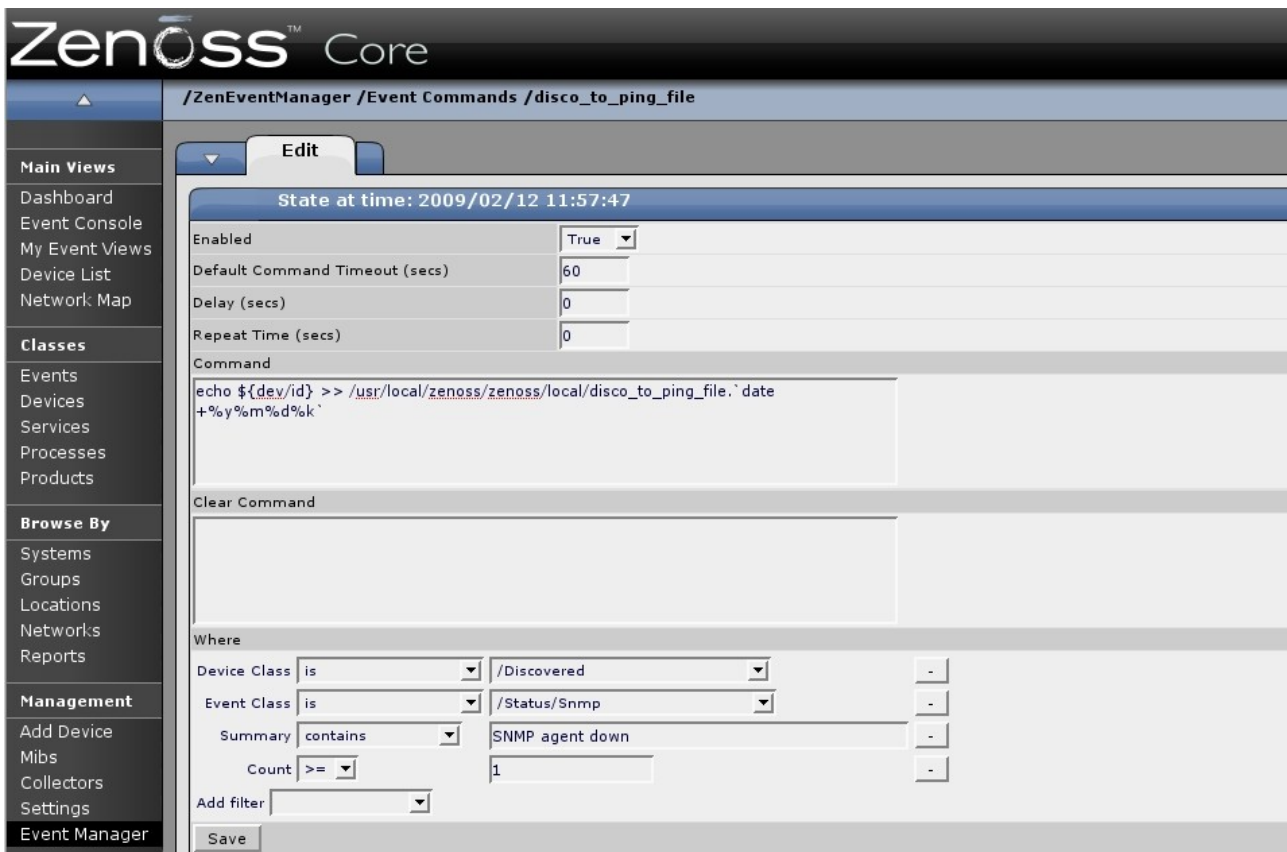 Zenōss™ Core
/ZenEventManager /Event Commands /disco_to_ping_file
Edit
Main Views
Dashboard
Event Console
My Event Views
Device List
Network Map
Classes
Events
Devices
Services
Processes
Products
Browse By
Systems
Groups
Locations
Networks
Reports
Management
Add Device
Mibs
Collectors
Settings
Event Manager
State at time: 2009/02/12 11:57:47
Enabled True
Default Command Timeout (secs) 60
Delay (secs) 0
Repeat Time (secs) 0
Command
echo ${dev/id} >> /usr/local/zenoss/zenoss/local/disco_to_ping_file.`date
+%y%m%d%k`
Clear Command
Where
Device Class is /Discovered -
Event Class is /Status/Snmp -
Summary contains SNMP agent down -
Count >= 1 -
Add filter
Save